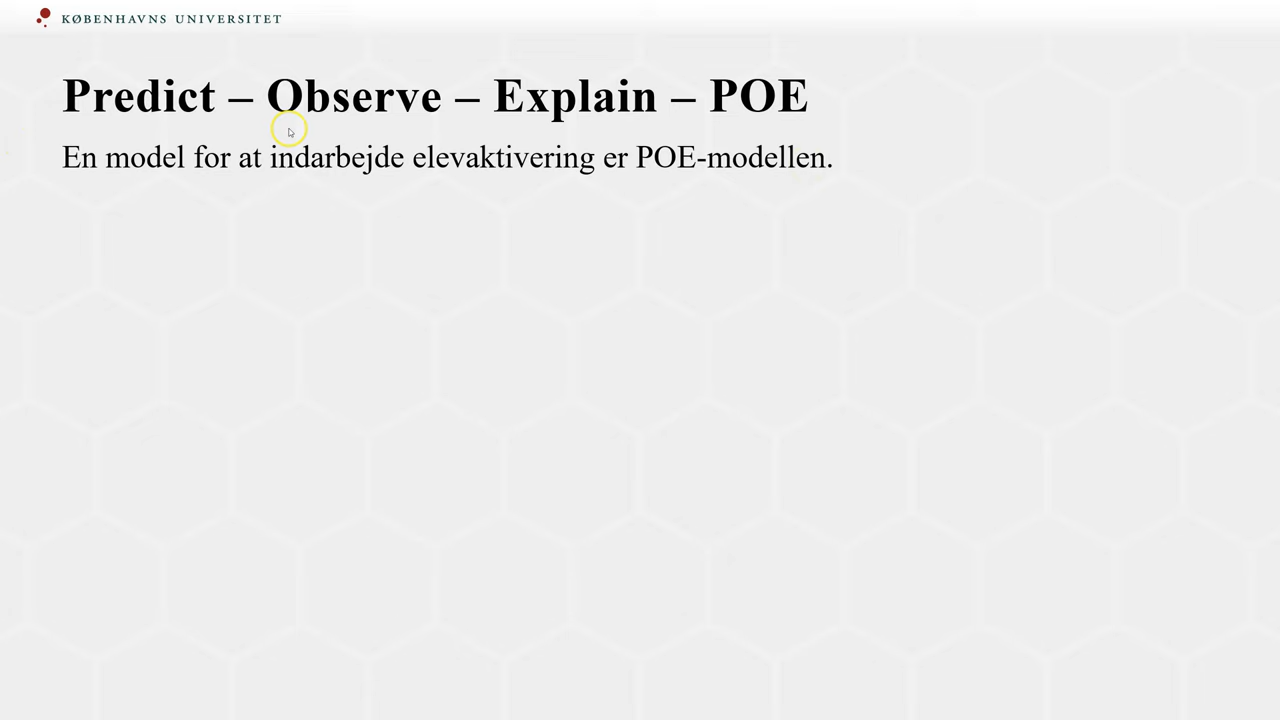 KØBENHAVNS UNIVERSITET
Predict – Observe – Explain – POE
En model for at indarbejde elevaktivering er POE-modellen.